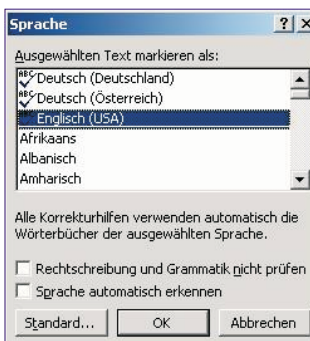 Sprache
Ausgewählten Text markieren als:
Deutsch (Deutschland)
Deutsch (Österreich)
Englisch (USA)
Afrikaans
Albanisch
Amharisch
Alle Korrekturhilfen verwenden automatisch die
Wörterbücher der ausgewählten Sprache.
Rechtschreibung und Grammatik nicht prüfen
Sprache automatisch erkennen
Standard... OK Abbrechen